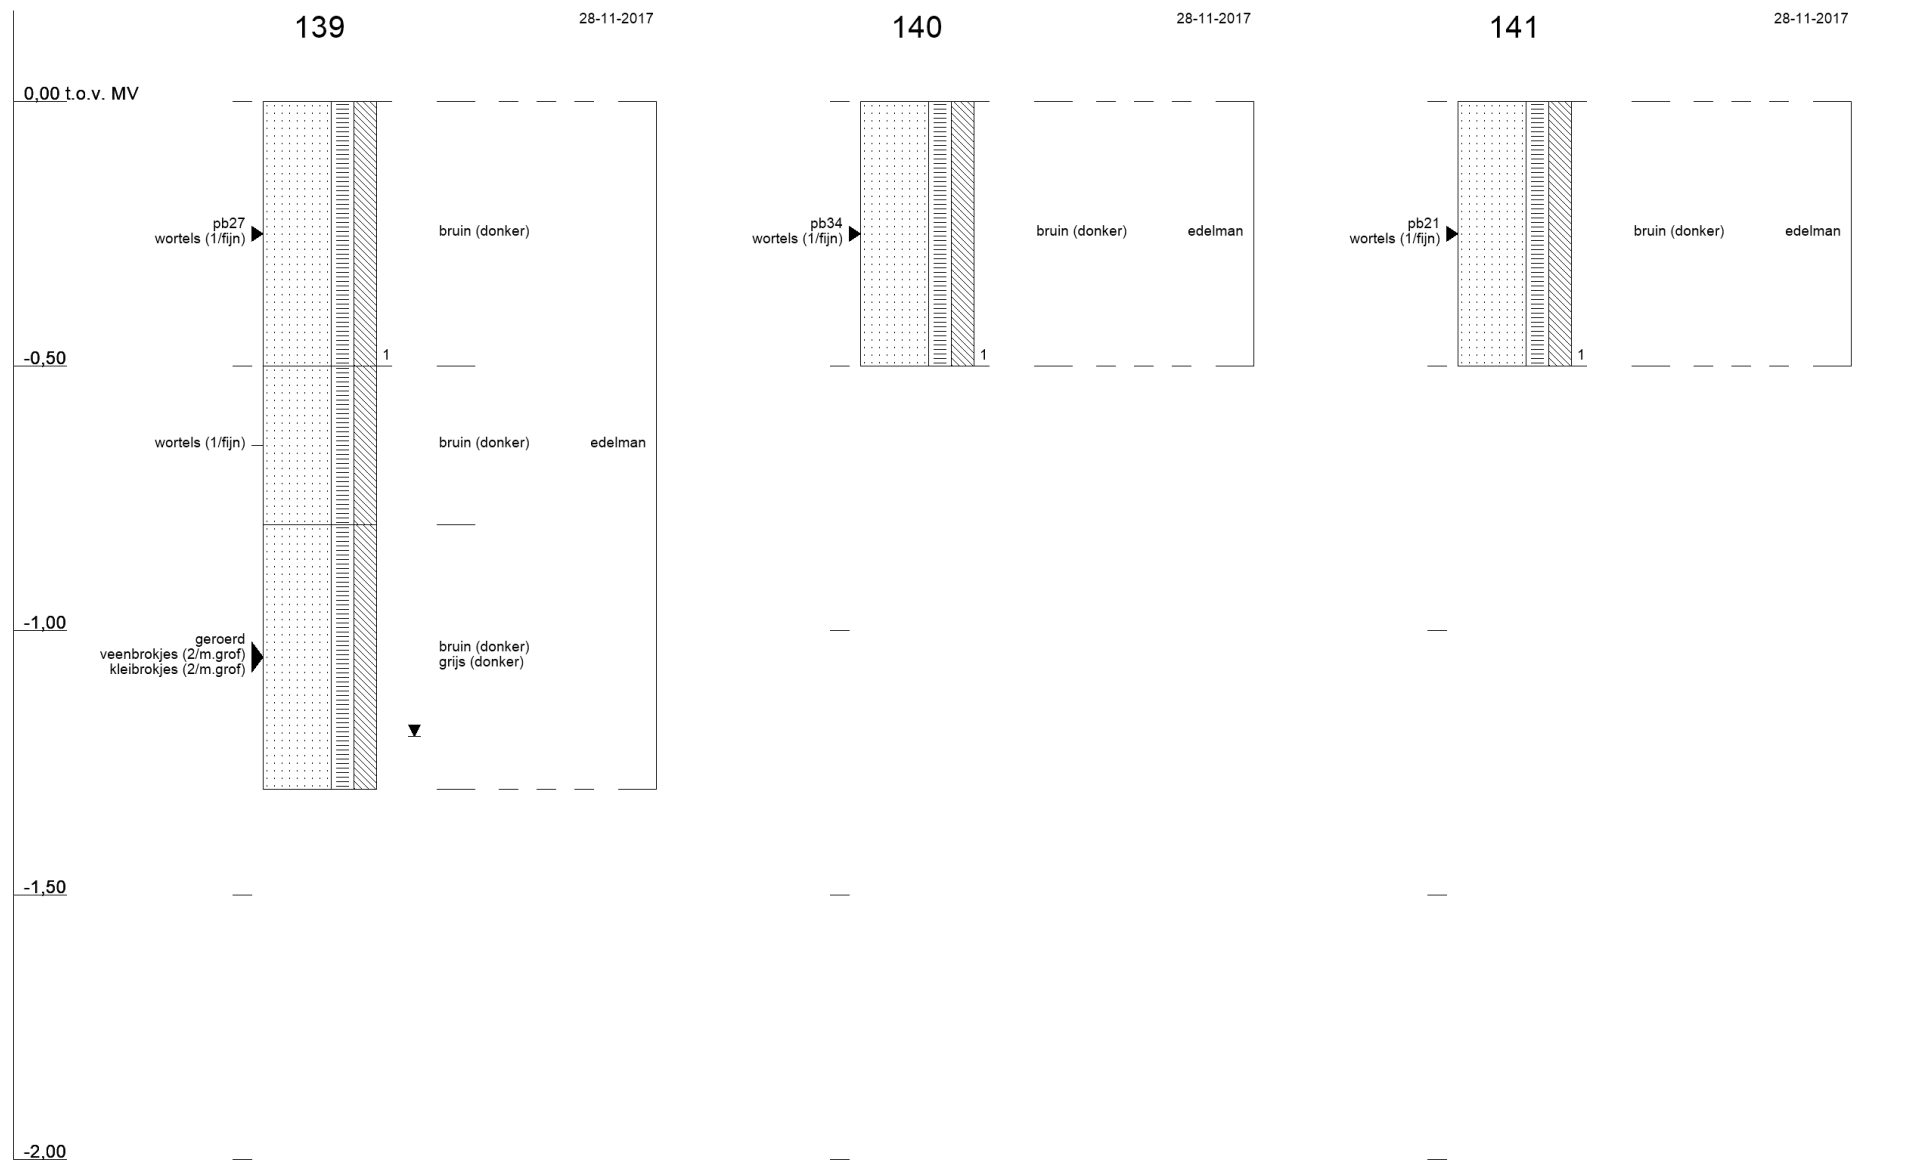 139
28-11-2017
140
28-11-2017
141
28-11-2017
0,00 t.o.v. MV
pb27
wortels (1/fijn)
bruin (donker)
pb34
wortels (1/fijn)
bruin (donker)
edelman
pb21
wortels (1/fijn)
bruin (donker)
edelman
1
1
1
-0,50
wortels (1/fijn)
bruin (donker)
edelman
-1,00
geroerd
veenbrokjes (2/m.grof)
kleibrokjes (2/m.grof)
bruin (donker)
grijs (donker)
-1,50
-2,00